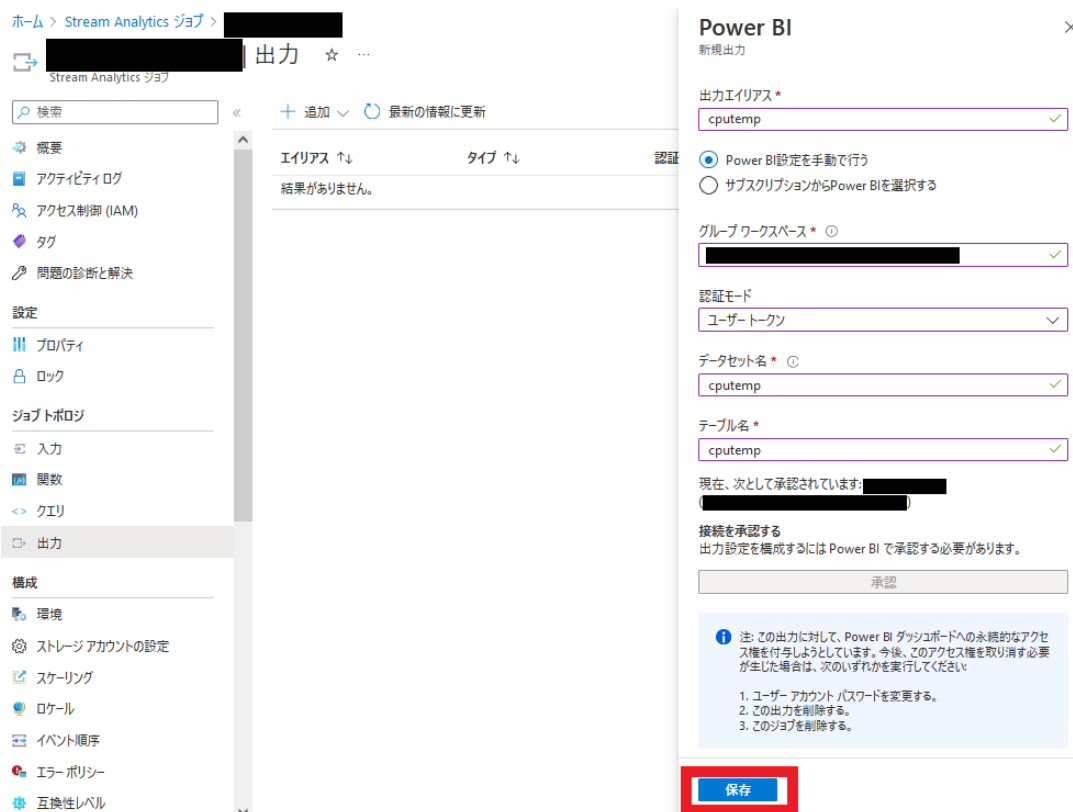 ホーム > Stream Analytics ジョブ >
| 出力 ☆ …
Stream Analytics ジョブ
検索
«
概要
アクティビティ ログ
アクセス制御 (IAM)
タグ
問題の診断と解決
設定
プロパティ
ロック
ジョブ トポロジ
入力
関数
クエリ
出力
構成
環境
ストレージ アカウントの設定
スケーリング
ロケール
イベント順序
エラー ポリシー
互換性レベル
＋ 追加 最新の情報に更新
エイリアス ↑↓ タイプ ↑↓ 認証
結果がありません。
Power BI
新規出力
出力エイリアス *
cputemp
Power BI設定を手動で行う
サブスクリプションからPower BIを選択する
グループ ワークスペース *
認証モード
ユーザー トークン
データセット名 *
cputemp
テーブル名 *
cputemp
現在、次として承認されています:
( )
接続を承認する
出力設定を構成するには Power BI で承認する必要があります。
承認
注: この出力に対して、Power BI ダッシュボードへの永続的なアクセ
ス権を付与しようとしています。今後、このアクセス権を取り消す必要
が生じた場合は、次のいずれかを実行してください:
1. ユーザー アカウント パスワードを変更する。
2. この出力を削除する。
3. このジョブを削除する。
保存